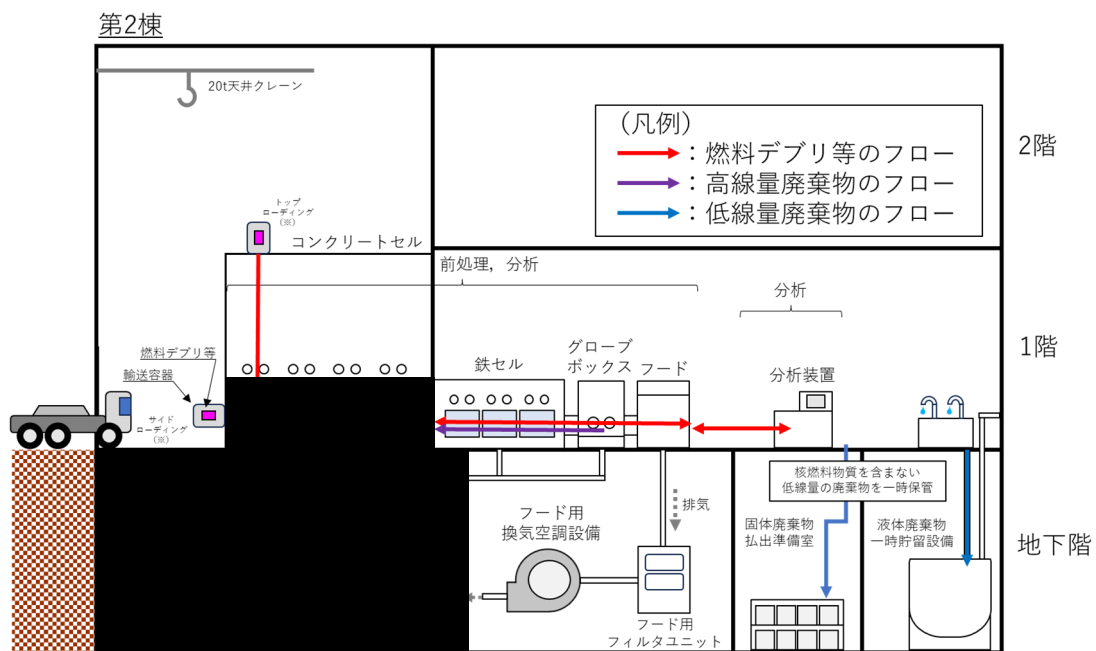 第2棟
20t天井クレーン
（凡例）
：燃料デブリ等のフロー
：高線量廃棄物のフロー
：低線量廃棄物のフロー
2階
トップ
ローディング
（※）
コンクリートセル
前処理，分析
分析
1階
燃料デブリ等
輸送容器
サイド
ローディング
（※）
鉄セル
グローブ
ボックス
フード
分析装置
核燃料物質を含まない
低線量の廃棄物を一時保管
排気
フード用
換気空調設備
固体廃棄物
払出準備室
液体廃棄物
一時貯留設備
地下階
フード用
フィルタユニット